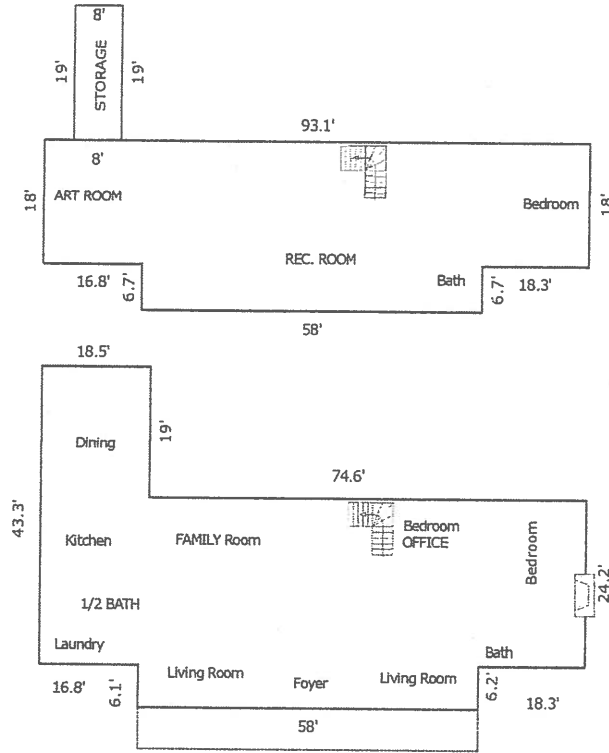 8'
19'
STORAGE
19'
93.1'
8'
18'
ART ROOM
Bedroom
18'
REC. ROOM
16.8'
6.7'
Bath
6.7'
18.3'
58'
18.5'
Dining
19'
74.6'
43.3'
Kitchen
FAMILY Room
Bedroom
OFFICE
Bedroom
24.2'
1/2 BATH
Laundry
Bath
16.8'
6.1'
Living Room
Foyer
Living Room
6.2'
18.3'
58'